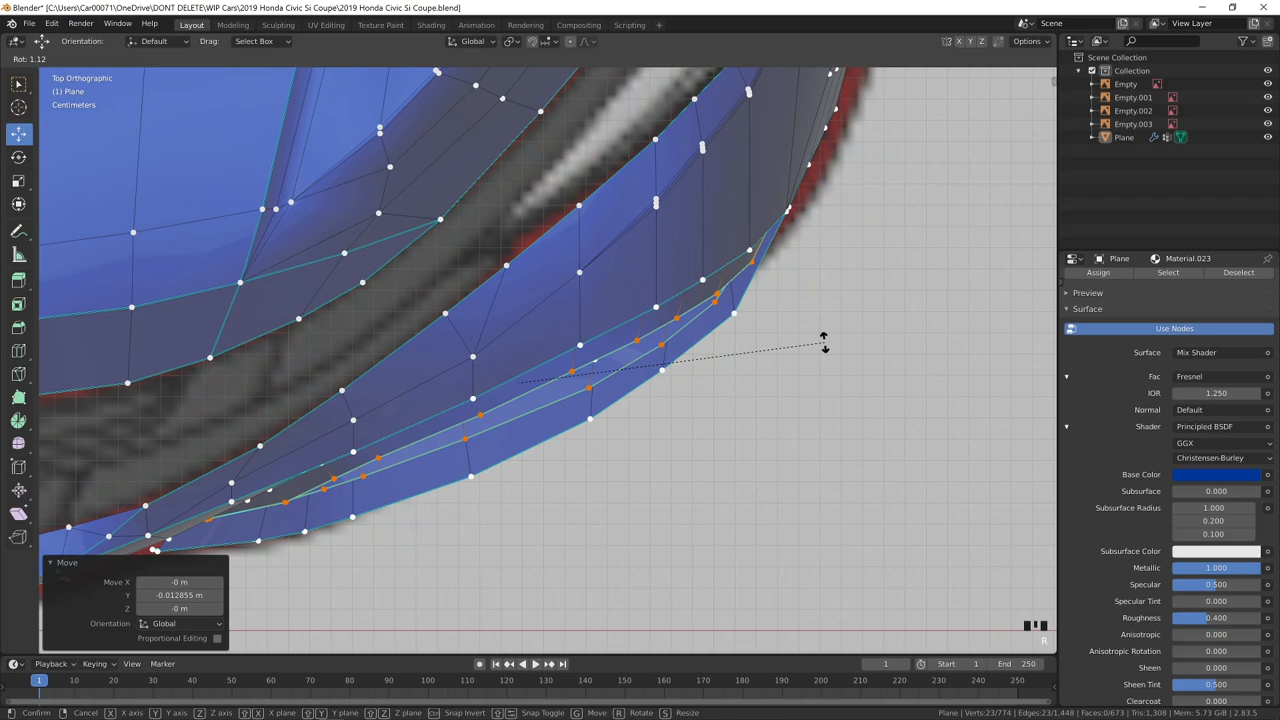 Blender* [C:\Users\Car00071\OneDrive\DONT DELETE\WIP Cars\2019 Honda Civic Si Coupe\2019 Honda Civic Si Coupe.blend]
File Edit Render Window Help Layout Modeling Sculpting UV Editing Texture Paint Shading Animation Rendering Compositing Scripting + Scene View Layer
Orientation: Default Drag: Select Box Global X Y Z Options
Rot: 1.12
Top Orthographic
(1) Plane
Centimeters
Scene Collection
Collection
Empty
Empty.001
Empty.002
Empty.003
Plane
Plane Material.023
Assign Select Deselect
Preview
Surface
Use Nodes
Surface Mix Shader
Fac Fresnel
IOR 1.250
Normal Default
Shader Principled BSDF
GGX
Christensen-Burley
Base Color
Subsurface 0.000
Subsurface Radius 1.000
0.200
0.100
Subsurface Color
Metallic 1.000
Specular 0.500
Specular Tint 0.000
Roughness 0.400
Anisotropic 0.000
Anisotropic Rotation 0.000
Sheen 0.000
Sheen Tint 0.500
Clearcoat 0.000
Move
Move X -0 m
Y -0.012855 m
Z -0 m
Orientation Global
Proportional Editing
R
Playback Keying View Marker 1 Start 1 End 250
1 10 20 30 40 50 60 70 80 90 100 110 120 130 140 150 160 170 180 190 200 210 220 230 240 250
Confirm Cancel X X axis Y Y axis Z Z axis X X plane Y Y plane Z Z plane Ctrl Snap Invert Snap Toggle G Move R Rotate S Resize Plane | Verts:23/774 | Edges:23/1,448 | Faces:0/673 | Tris:1,308 | Mem: 5.73 GiB | 2.83.5